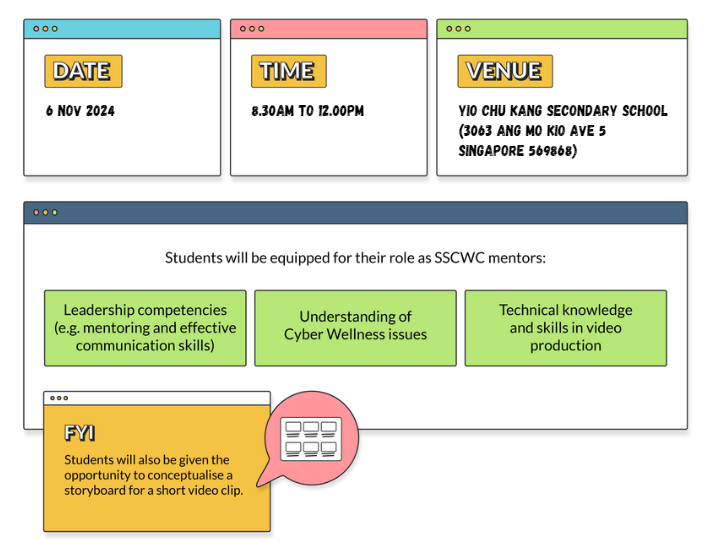 DATE
6 NOV 2024
TIME
8.30AM TO 12.00PM
VENUE
YIO CHU KANG SECONDARY SCHOOL
(3063 ANG MO KIO AVE 5
SINGAPORE 569868)
Students will be equipped for their role as SSCWC mentors:
Leadership competencies
(e.g. mentoring and effective
communication skills)
Understanding of
Cyber Wellness issues
Technical knowledge
and skills in video
production
FYI
Students will also be given the
opportunity to conceptualise a
storyboard for a short video clip.